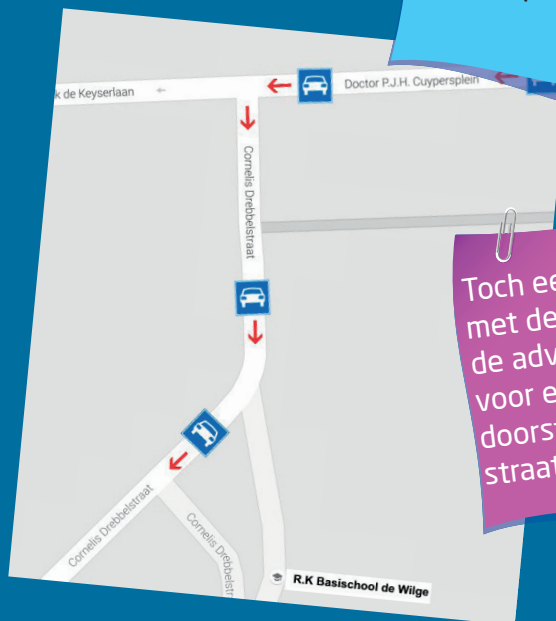 k de Keyserlaan
Doctor P.J.H. Cuypersplein
Cornelis Drebbelstraat
Cornelis Drebbelstraat
Cornelis Drebbelstr
R.K Basischool de Wilge
Toch ee
met de
de adv
voor e
doors
straat